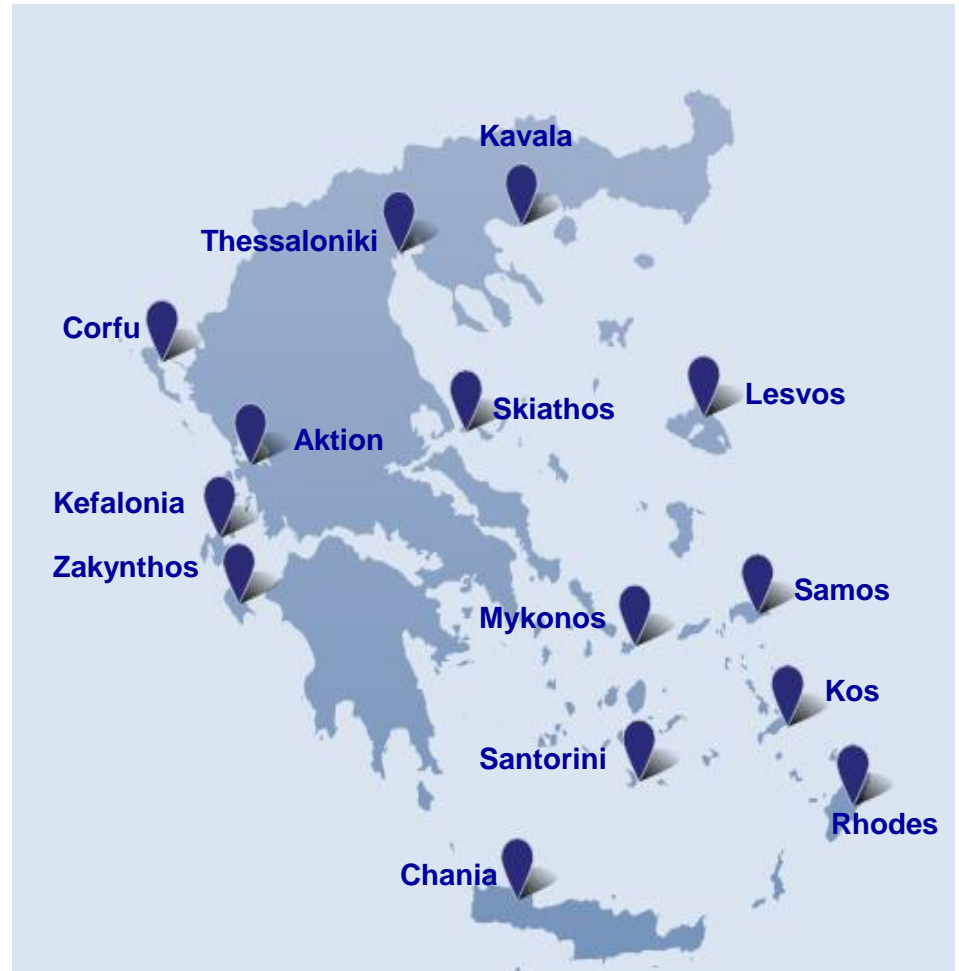 Kavala
Thessaloniki
Corfu
Lesvos
Skiathos
Aktion
Kefalonia
Zakynthos
Samos
Mykonos
Kos
Santorini
Rhodes
Chania